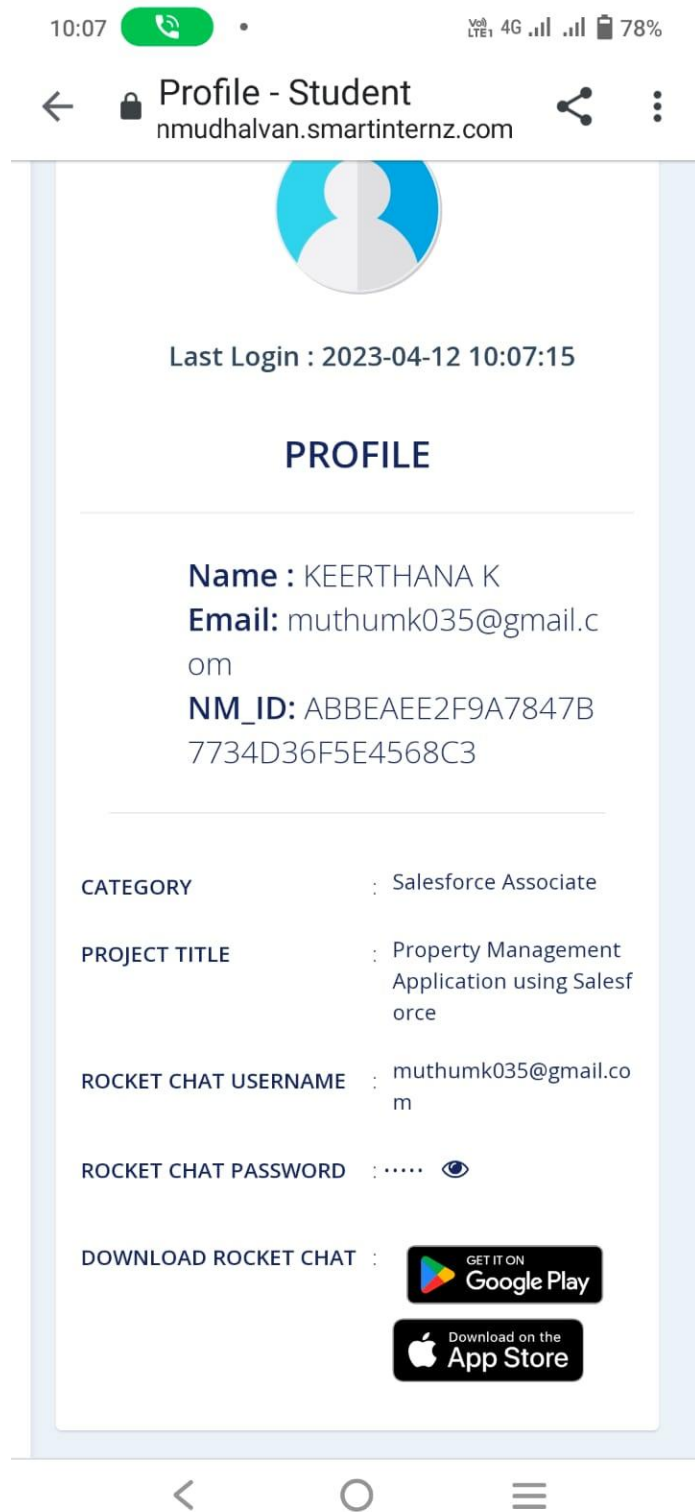 10:07 VoD LTE1 4G 78%
Profile - Student
nmudhalvan.smartinternz.com
Last Login : 2023-04-12 10:07:15
PROFILE
Name : KEERTHANA K
Email: muthumk035@gmail.c
om
NM_ID: ABBEAEE2F9A7847B
7734D36F5E4568C3
CATEGORY : Salesforce Associate
PROJECT TITLE : Property Management
Application using Salesf
orce
ROCKET CHAT USERNAME : muthumk035@gmail.co
m
ROCKET CHAT PASSWORD : •••••
DOWNLOAD ROCKET CHAT :
GET IT ON
Google Play
Download on the
App Store